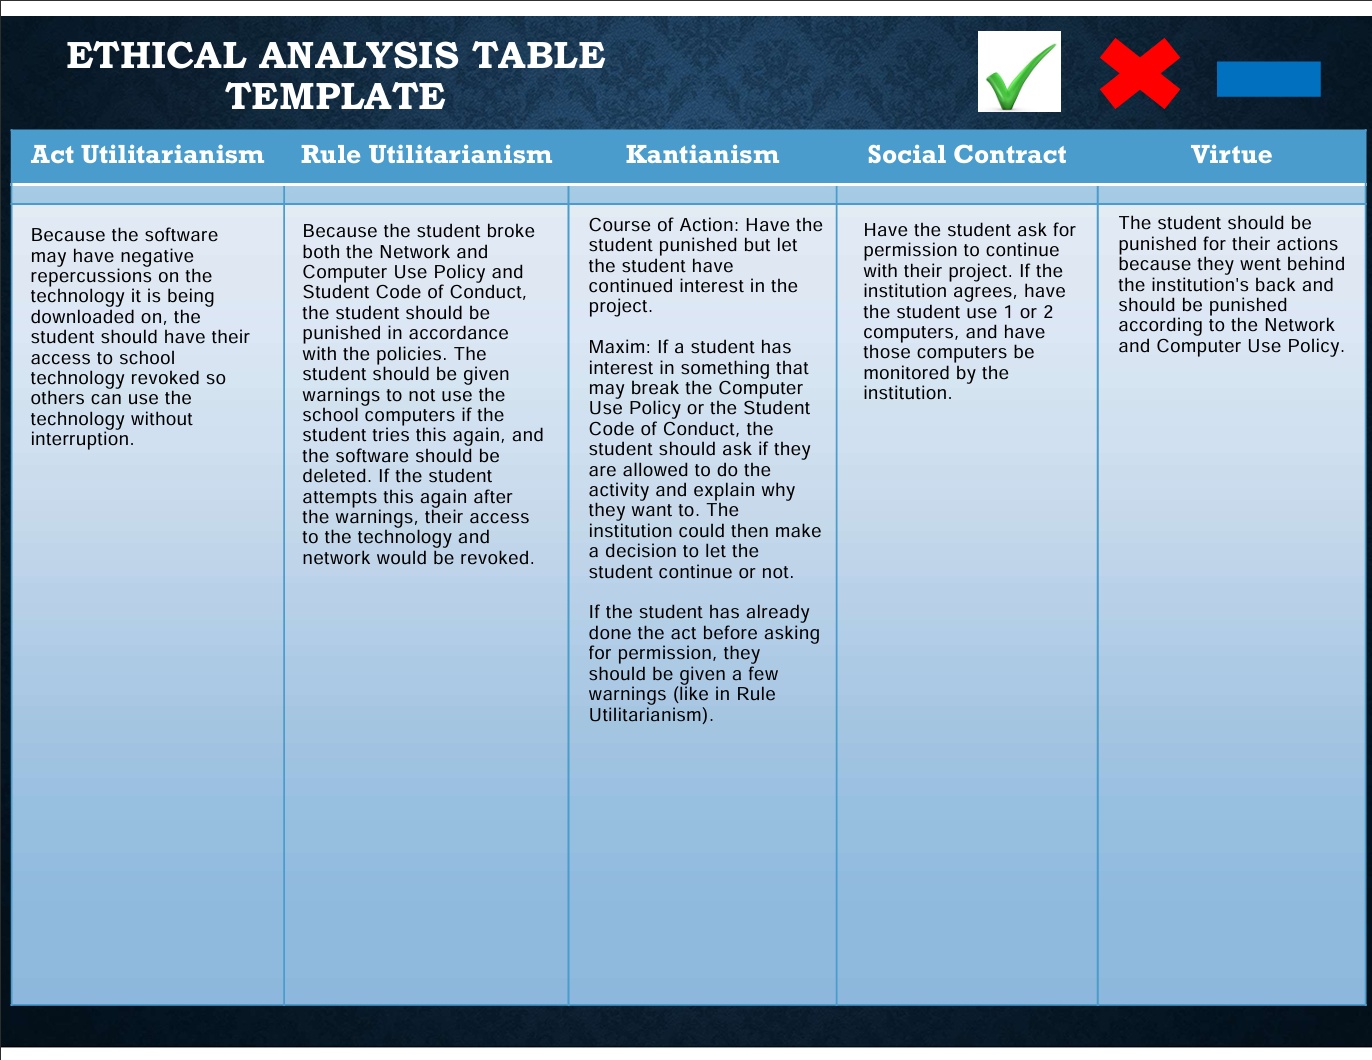 ETHICAL ANALYSIS TABLE
TEMPLATE
Act Utilitarianism
Rule Utilitarianism
Kantianism
Social Contract
Virtue
Because the software
may have negative
repercussions on the
technology it is being
downloaded on, the
student should have their
access to school
technology revoked so
others can use the
technology without
interruption.
Because the student broke
both the Network and
Computer Use Policy and
Student Code of Conduct,
the student should be
punished in accordance
with the policies. The
student should be given
warnings to not use the
school computers if the
student tries this again, and
the software should be
deleted. If the student
attempts this again after
the warnings, their access
to the technology and
network would be revoked.
Course of Action: Have the
student punished but let
the student have
continued interest in the
project.
Maxim: If a student has
interest in something that
may break the Computer
Use Policy or the Student
Code of Conduct, the
student should ask if they
are allowed to do the
activity and explain why
they want to. The
institution could then make
a decision to let the
student continue or not.
If the student has already
done the act before asking
for permission, they
should be given a few
warnings (like in Rule
Utilitarianism).
Have the student ask for
permission to continue
with their project. If the
institution agrees, have
the student use 1 or 2
computers, and have
those computers be
monitored by the
institution.
The student should be
punished for their actions
because they went behind
the institution's back and
should be punished
according to the Network
and Computer Use Policy.